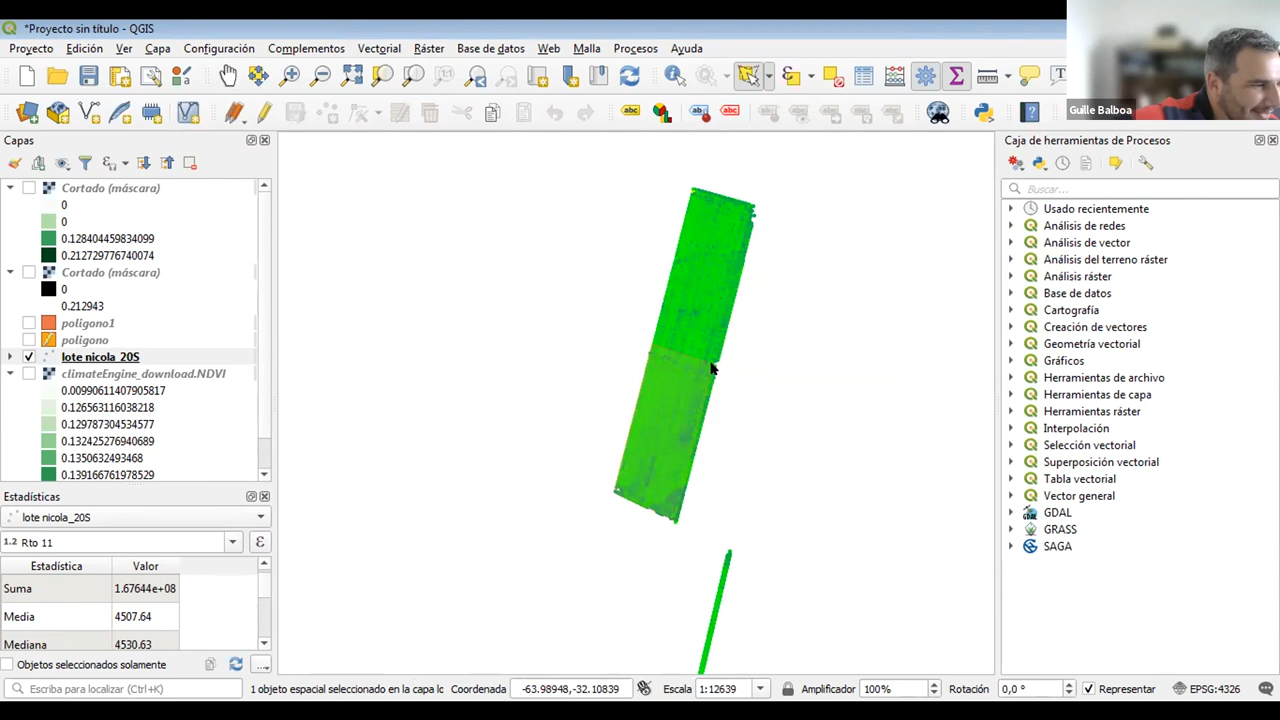 *Proyecto sin título - QGIS
Proyecto Edición Ver Capa Configuración Complementos Vectorial Ráster Base de datos Web Malla Procesos Ayuda
Guille Balboa
Capas
Cortado (máscara)
0
0
0.128404459834099
0.212729776740074
Cortado (máscara)
0
0.212943
poligono1
poligono
lote nicola_20S
climateEngine_download.NDVI
0.00990611407905817
0.126563116038218
0.129787309534577
0.132425276940689
0.1350632493468
0.139166761978529
Estadísticas
lote nicola_20S
1.2 Rto 11
ε
Estadística Valor
Suma 1.67644e+08
Media 4507.64
Mediana 4530.63
Objetos seleccionados solamente
Caja de herramientas de Procesos
Buscar...
Usado recientemente
Análisis de redes
Análisis de vector
Análisis del terreno ráster
Análisis ráster
Base de datos
Cartografía
Creación de vectores
Geometría vectorial
Gráficos
Herramientas de archivo
Herramientas de capa
Herramientas ráster
Interpolación
Selección vectorial
Superposición vectorial
Tabla vectorial
Vector general
GDAL
GRASS
SAGA
Escriba para localizar (Ctrl+K)
1 objeto espacial seleccionado en la capa lo
Coordenada -63.98948,-32.10839
Escala 1:12639
Amplificador 100%
Rotación 0,0 °
Representar
EPSG:4326